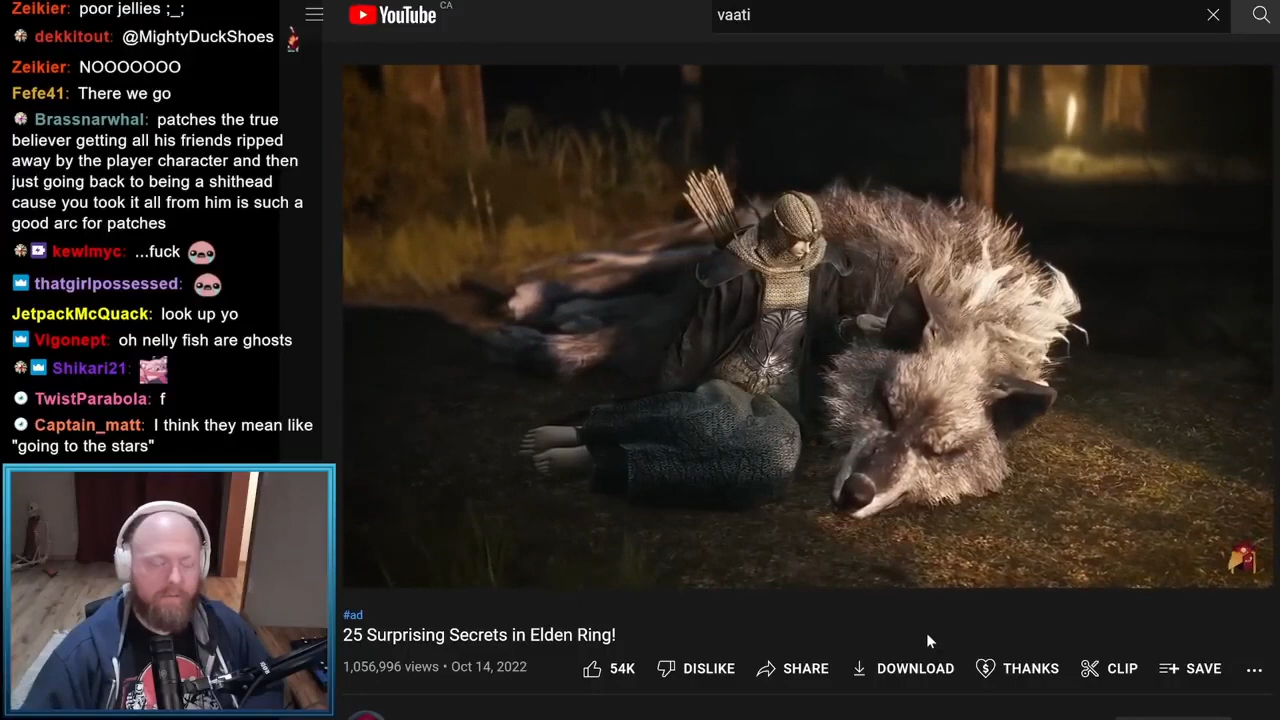 Zeikier: poor jellies ;_;
dekkitout: @MightyDuckShoes
Zeikier: NOOOOOOO
Fefe41: There we go
Brassnarwhal: patches the true
believer getting all his friends ripped
away by the player character and then
just going back to being a shithead
cause you took it all from him is such a
good arc for patches
kewlmyc: ...fuck
thatgirlpossessed:
JetpackMcQuack: look up yo
Vigonept: oh nelly fish are ghosts
Shikari21:
TwistParabola: f
Captain_matt: I think they mean like
"going to the stars"
YouTube CA
vaati
#ad
25 Surprising Secrets in Elden Ring!
1,056,996 views • Oct 14, 2022
54K
DISLIKE
SHARE
DOWNLOAD
THANKS
CLIP
SAVE